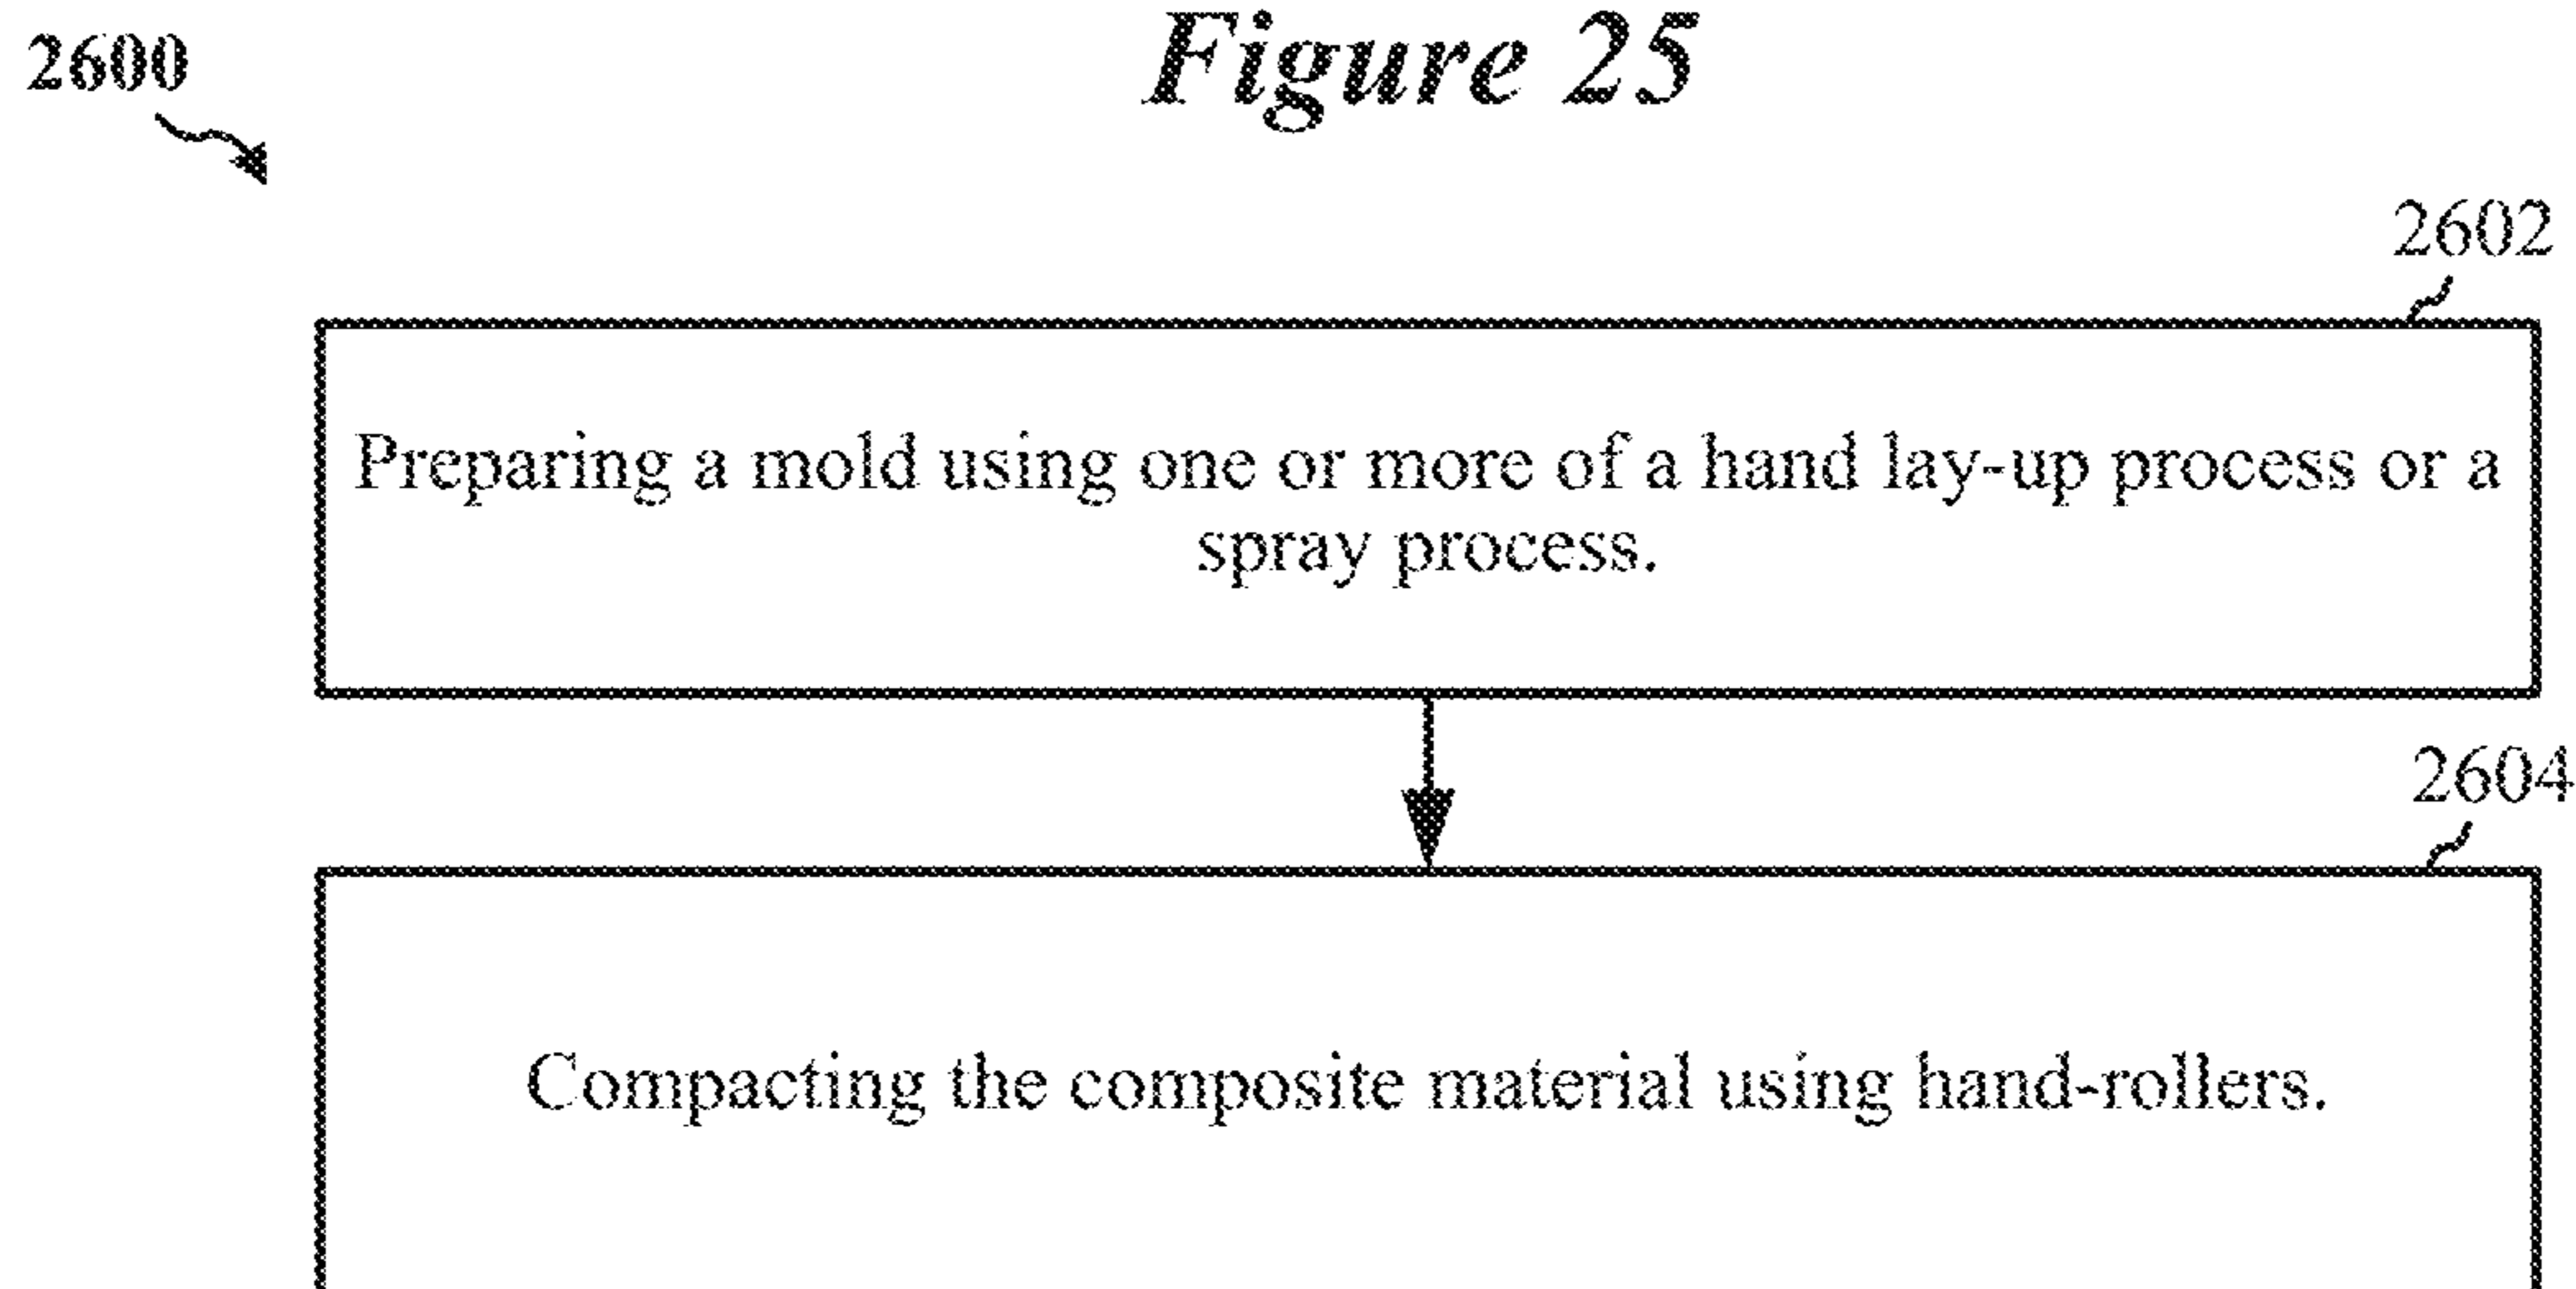 Figure 25
2600
2602
Preparing a mold using one or more of a hand lay-up process or a
spray process.
2604
Compacting the composite material using hand-rollers.